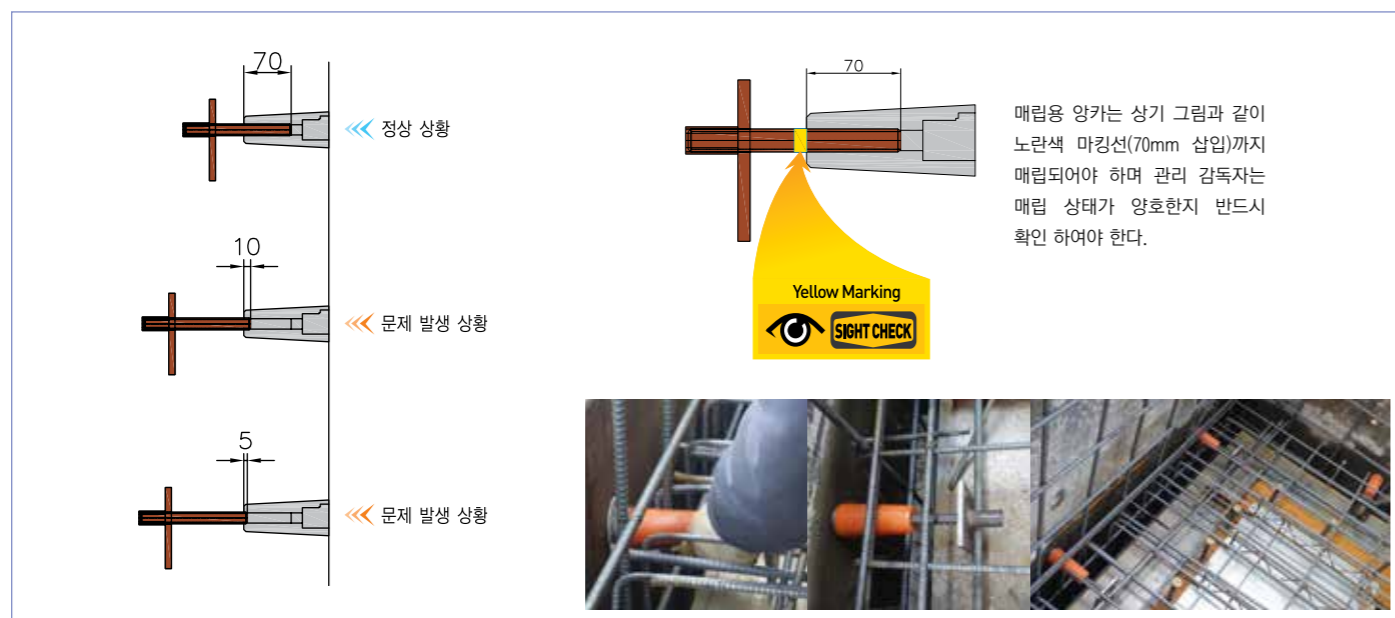 70
정상 상황
10
문제 발생 상황
5
문제 발생 상황
70
매립용 앙카는 상기 그림과 같이
노란색 마킹선(70mm 삽입)까지
매립되어야 하며 관리 감독자는
매립 상태가 양호한지 반드시
확인 하여야 한다.
Yellow Marking
SIGHT CHECK